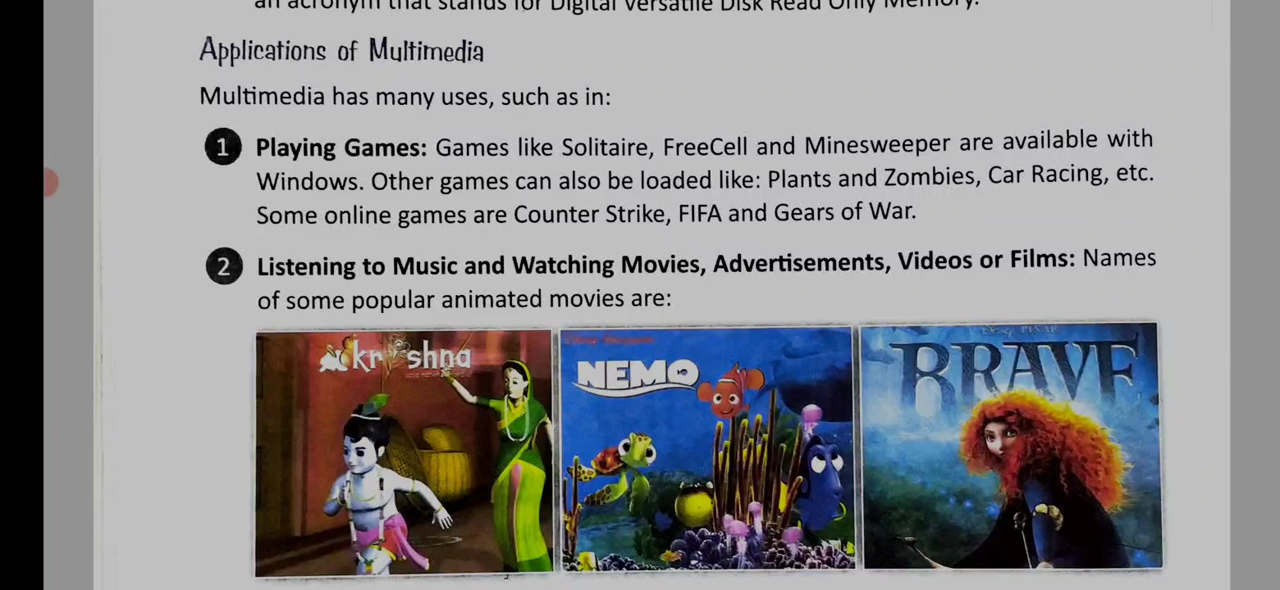 an acronym that stands for Digital Versatile Disk Read Only Memory.
Applications of Multimedia
Multimedia has many uses, such as in:
1 Playing Games: Games like Solitaire, FreeCell and Minesweeper are available with
Windows. Other games can also be loaded like: Plants and Zombies, Car Racing, etc.
Some online games are Counter Strike, FIFA and Gears of War.
2 Listening to Music and Watching Movies, Advertisements, Videos or Films: Names
of some popular animated movies are:
krishna
NEMO
DISNEY PIXAR
BRAVE